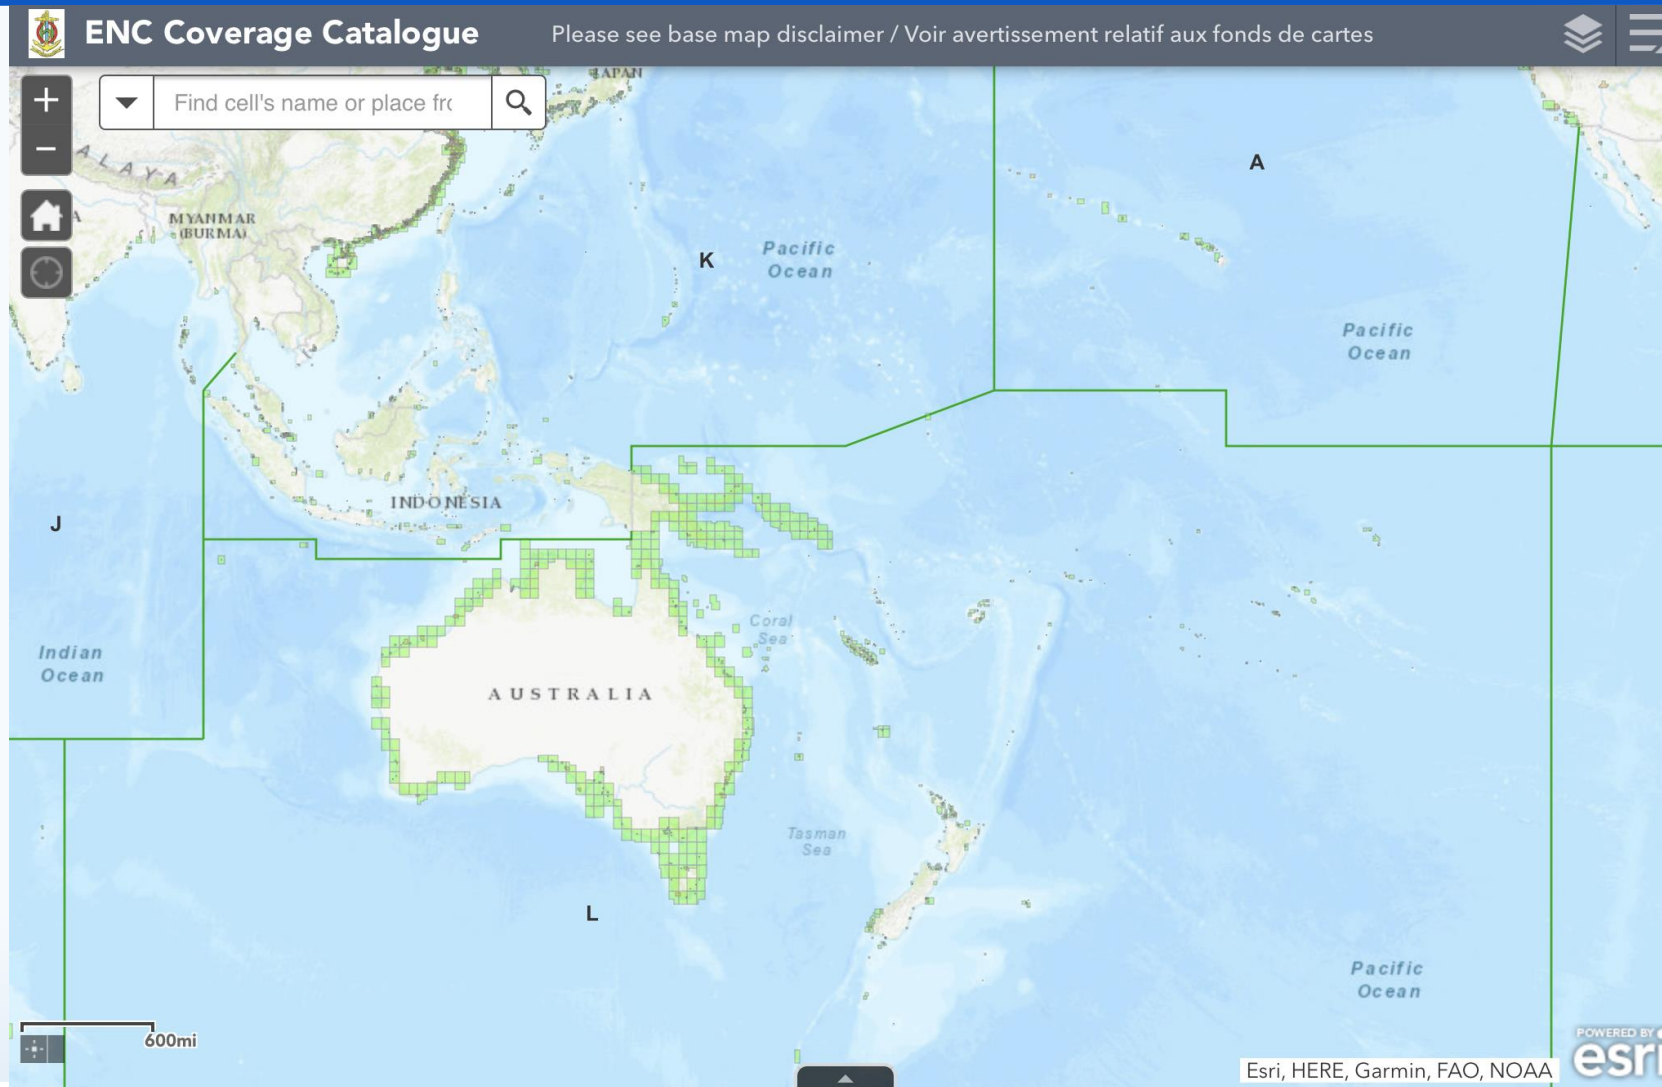 ENC Coverage Catalogue
Please see base map disclaimer / Voir avertissement relatif aux fonds de cartes
+
Find cell's name or place fro
−
JAPAN
ALAYA
A
MYANMAR
(BURMA)
A
K
Pacific
Ocean
Pacific
Ocean
INDONESIA
J
Coral
Sea
Indian
Ocean
AUSTRALIA
Tasman
Sea
L
Pacific
Ocean
600mi
POWERED BY
esri
Esri, HERE, Garmin, FAO, NOAA